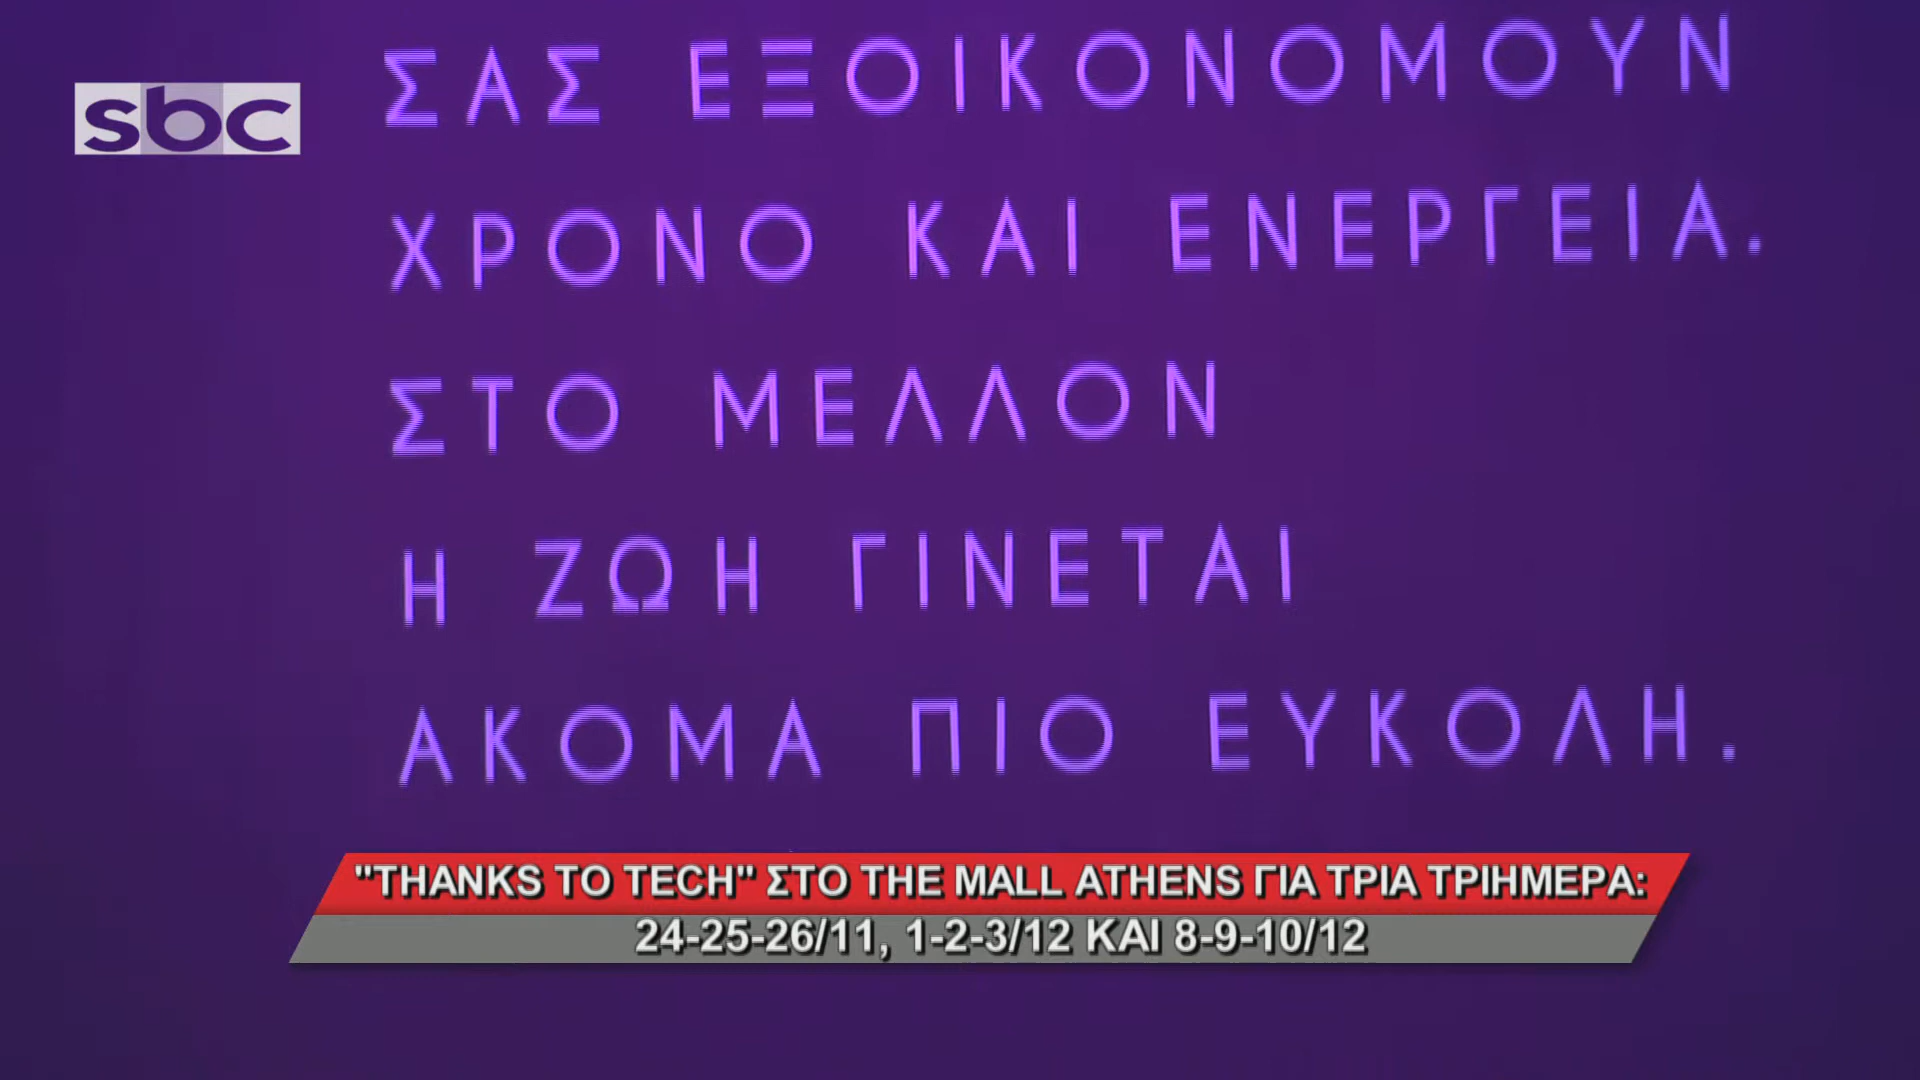 sbc
ΣΑΣ ΕΞΟΙΚΟΝΟΜΟΥΝ
ΧΡΟΝΟ ΚΑΙ ΕΝΕΡΓΕΙΑ.
ΣΤΟ ΜΕΛΛΟΝ
Η ΖΩΗ ΓΙΝΕΤΑΙ
ΑΚΟΜΑ ΠΙΟ ΕΥΚΟΛΗ.
"THANKS TO TECH" ΣΤΟ THE MALL ATHENS ΓΙΑ ΤΡΙΑ ΤΡΙΗΜΕΡΑ:
24-25-26/11, 1-2-3/12 ΚΑΙ 8-9-10/12